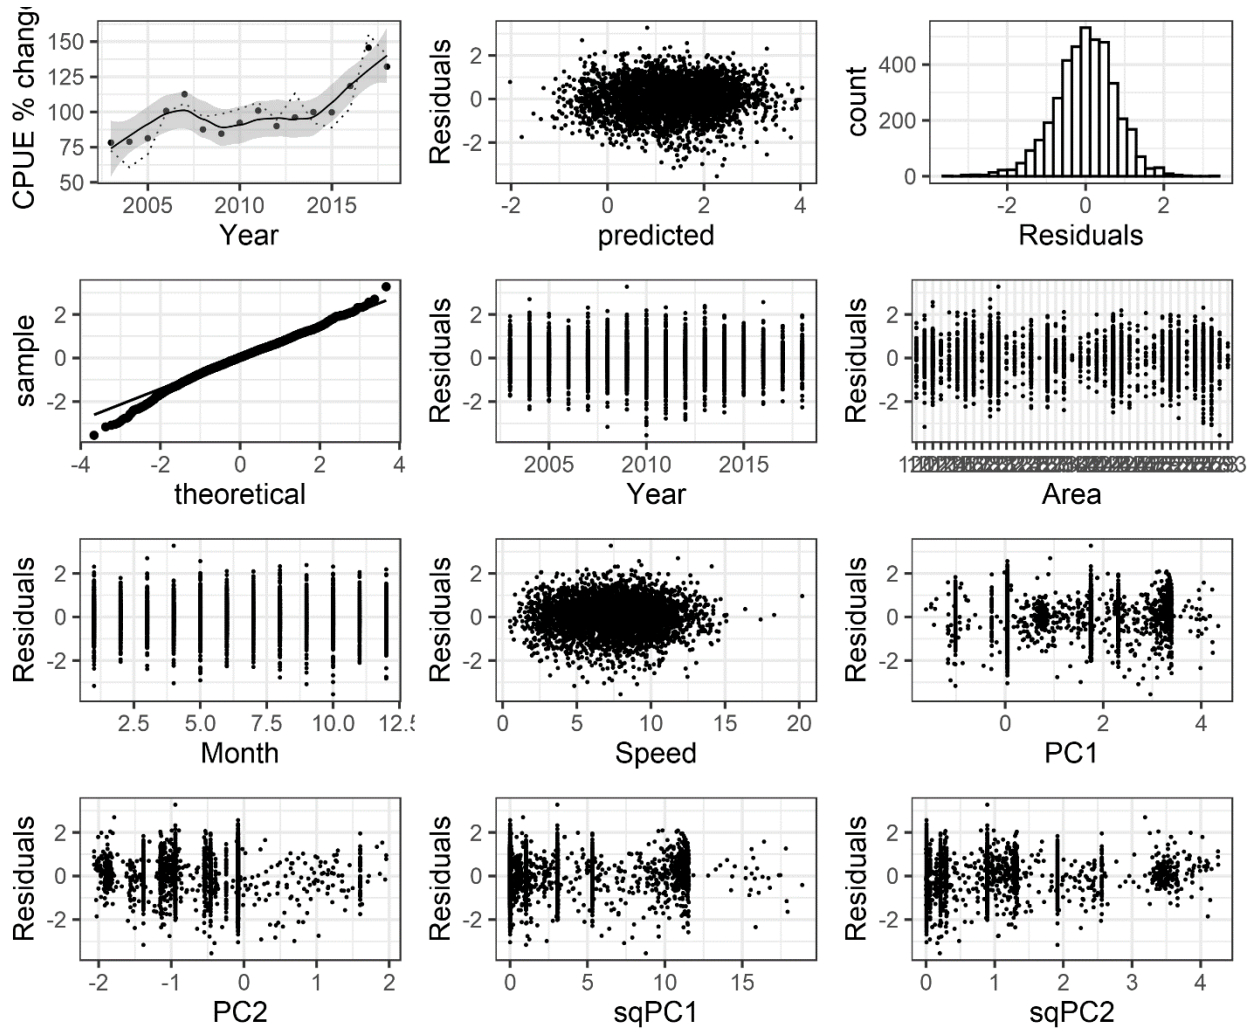 CPUE % chang
150
125
100
75
50
2005 2010 2015
Year
Residuals
2
0
-2
-2 0 2 4
predicted
count
400
200
0
-2 0 2
Residuals
sample
2
0
-2
-4 -2 0 2 4
theoretical
Residuals
2
0
-2
2005 2010 2015
Year
Residuals
2
0
-2
Area
Residuals
2
0
-2
2.5 5.0 7.5 10.0 12.5
Month
Residuals
2
0
-2
0 5 10 15 20
Speed
Residuals
2
0
-2
0 2 4
PC1
Residuals
2
0
-2
-2 -1 0 1 2
PC2
Residuals
2
0
-2
0 5 10 15
sqPC1
Residuals
2
0
-2
0 1 2 3 4
sqPC2